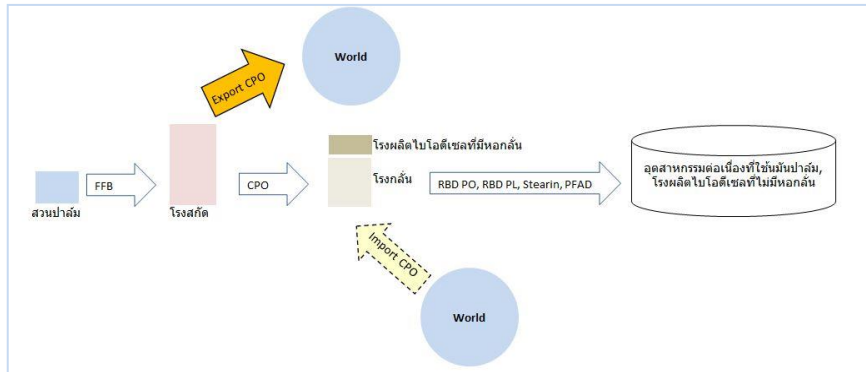 World
Export CPO
โรงผลิตไบโอดีเซลที่มีหอกลั่น
FFB
CPO
โรงกลั่น
RBD PO, RBD PL, Stearin, PFAD
อุตสาหกรรมต่อเนื่องที่ใช้นมันปาล์ม,
โรงผลิตไบโอดีเซลที่ไม่มีหอกลั่น
สวนปาล์ม
โรงสกัด
Import CPO
World